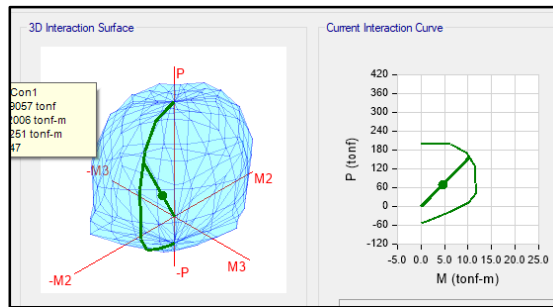 3D Interaction Surface
Current Interaction Curve
Con1
9057 tonf
2006 tonf-m
251 tonf-m
47
P
-M3
M2
-M2
-P
M3
P (tonf)
420
360
300
240
180
120
60
0
-60
-120
-5.0 0.0 5.0 10.0 15.0 20.0 25.0
M (tonf-m)